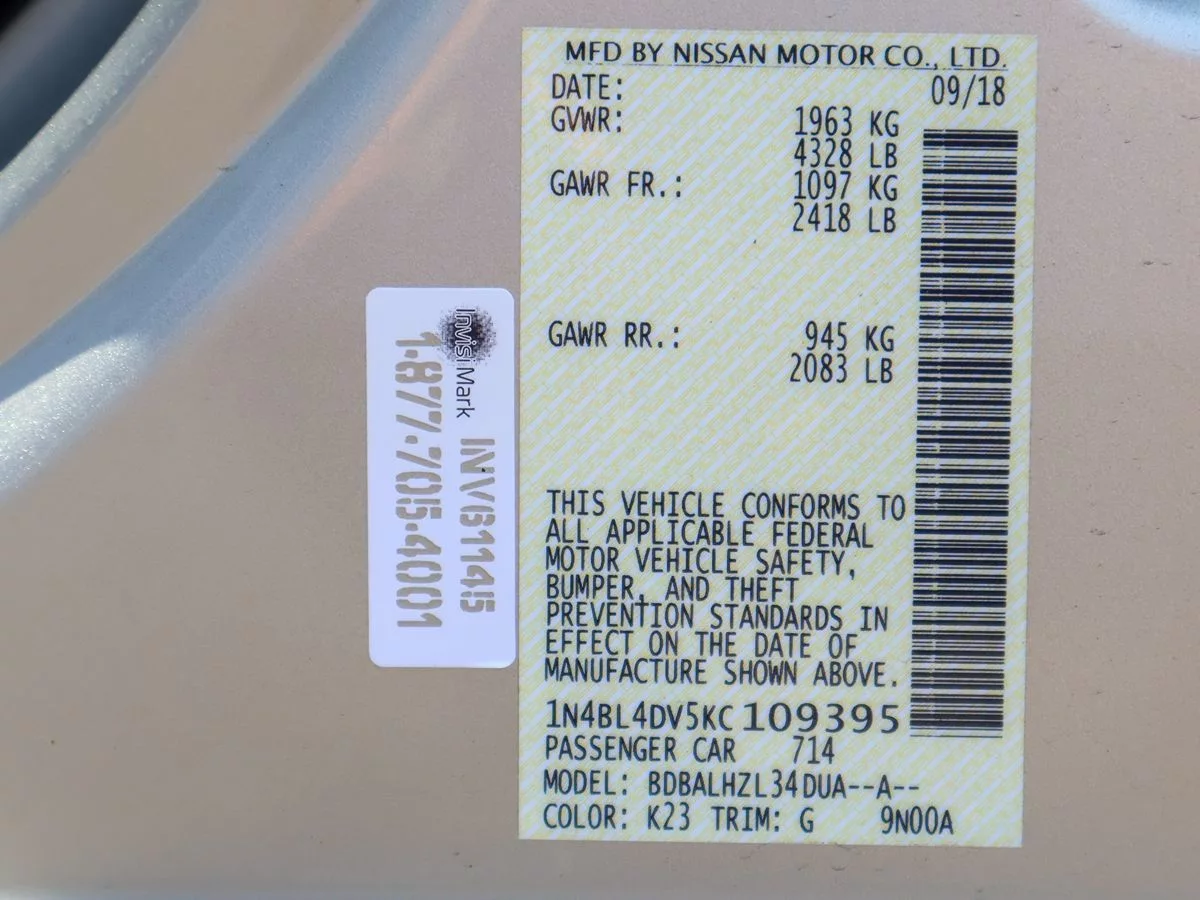 MFD BY NISSAN MOTOR CO., LTD.
DATE: 09/18
GVWR: 1963 KG
4328 LB
GAWR FR.: 1097 KG
2418 LB
GAWR RR.: 945 KG
2083 LB
THIS VEHICLE CONFORMS TO
ALL APPLICABLE FEDERAL
MOTOR VEHICLE SAFETY,
BUMPER, AND THEFT
PREVENTION STANDARDS IN
EFFECT ON THE DATE OF
MANUFACTURE SHOWN ABOVE.
1N4BL4DV5KC109395
PASSENGER CAR 714
MODEL: BDBALHZL34DUA--A--
COLOR: K23 TRIM: G 9N00A
InvisiMark INV611415
1-877-705-4001